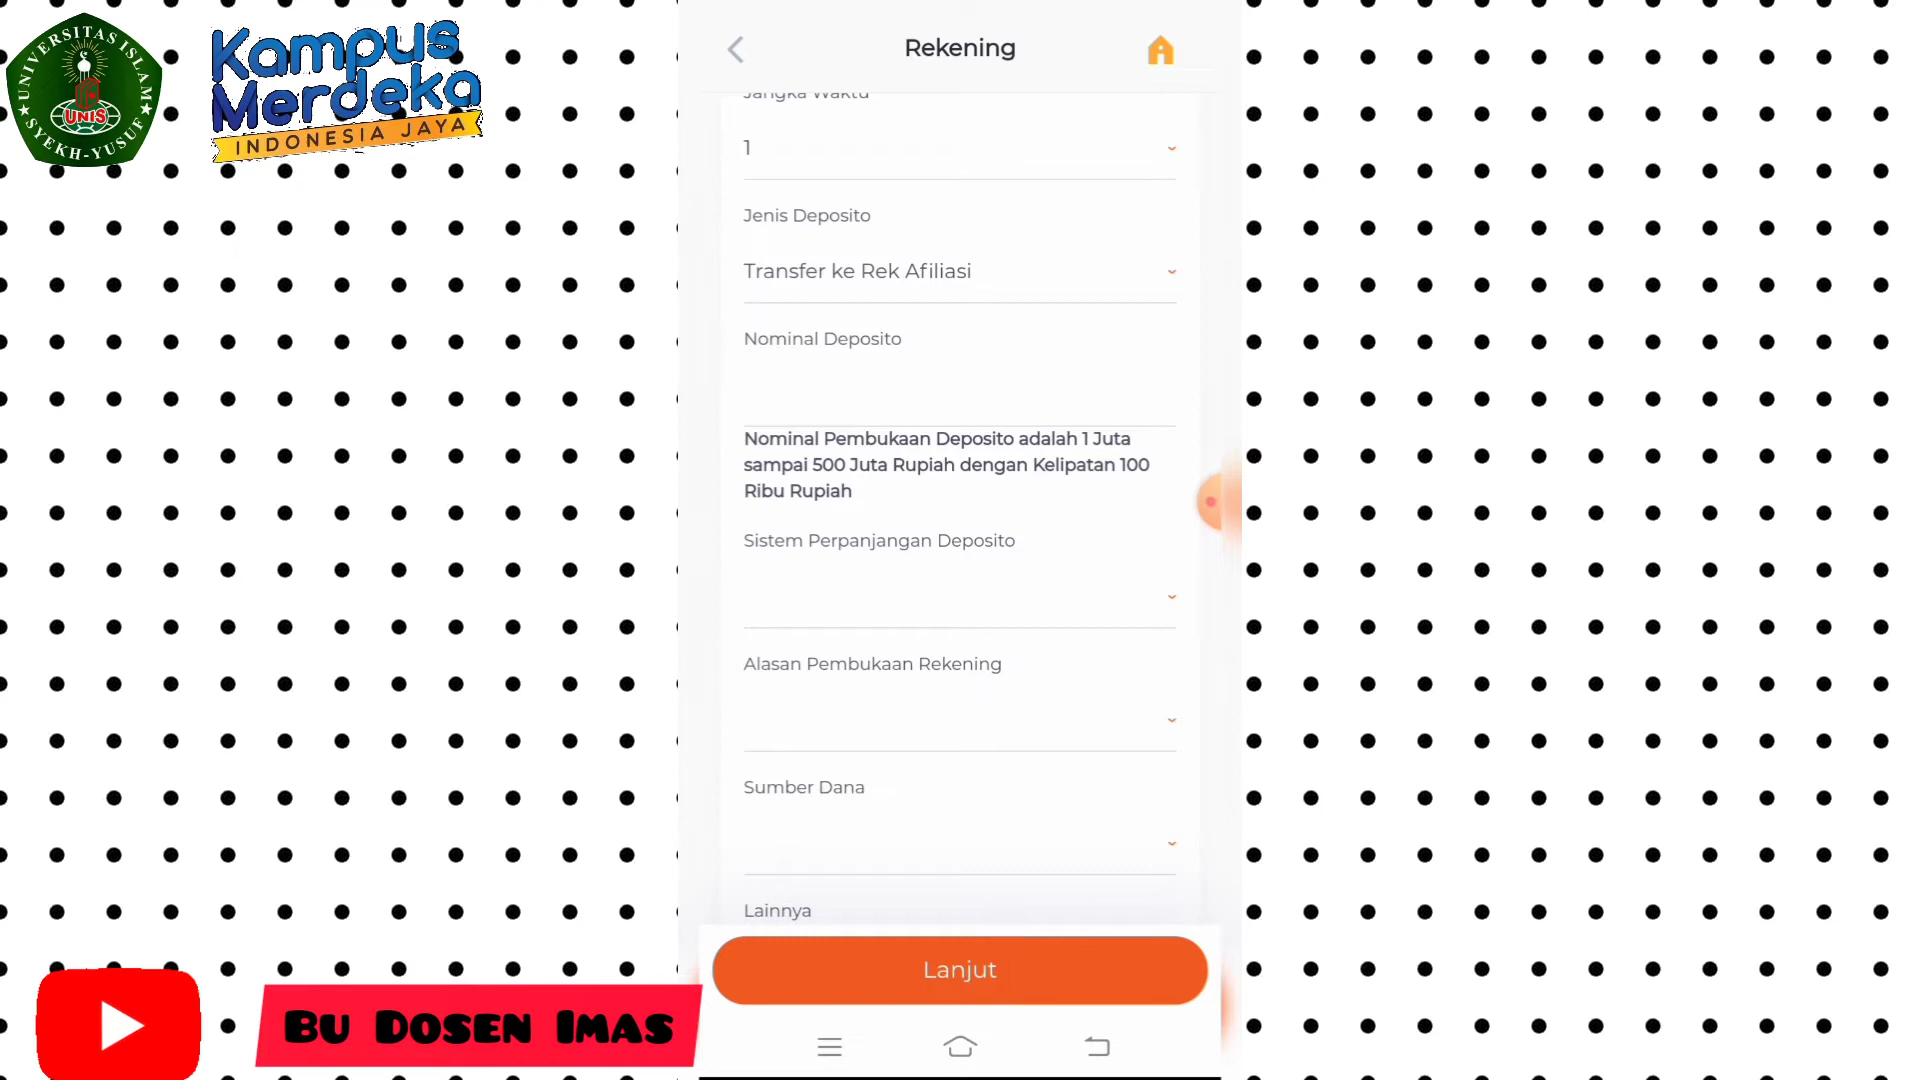 UNIVERSITAS ISLAM
UNIS
SYEKH-YUSUF
Kampus
Merdeka
INDONESIA JAYA
Rekening
Jangka Waktu
1
Jenis Deposito
Transfer ke Rek Afiliasi
Nominal Deposito
Nominal Pembukaan Deposito adalah 1 Juta
sampai 500 Juta Rupiah dengan Kelipatan 100
Ribu Rupiah
Sistem Perpanjangan Deposito
Alasan Pembukaan Rekening
Sumber Dana
Lainnya
Lanjut
Bu Dosen Imas